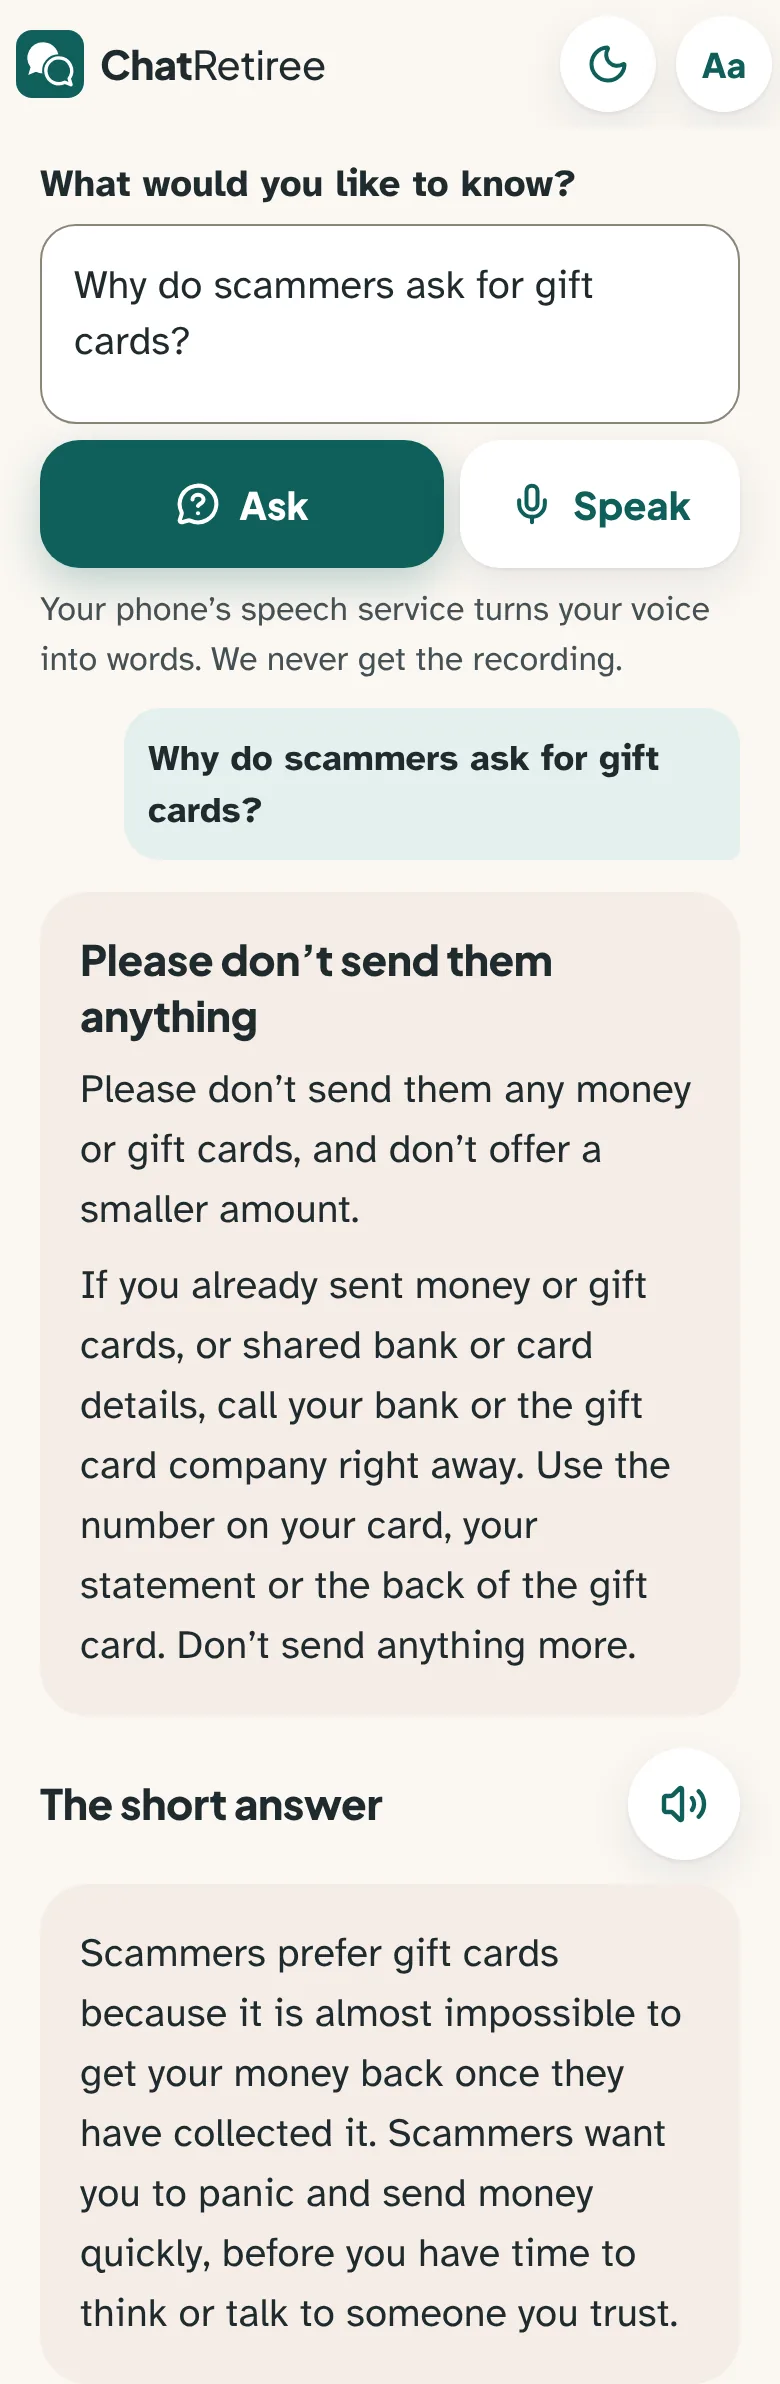 ChatRetiree
Aa
What would you like to know?
Why do scammers ask for gift
cards?
Ask
Speak
Your phone’s speech service turns your voice
into words. We never get the recording.
Why do scammers ask for gift
cards?
Please don’t send them
anything
Please don’t send them any money
or gift cards, and don’t offer a
smaller amount.
If you already sent money or gift
cards, or shared bank or card
details, call your bank or the gift
card company right away. Use the
number on your card, your
statement or the back of the gift
card. Don’t send anything more.
The short answer
Scammers prefer gift cards
because it is almost impossible to
get your money back once they
have collected it. Scammers want
you to panic and send money
quickly, before you have time to
think or talk to someone you trust.